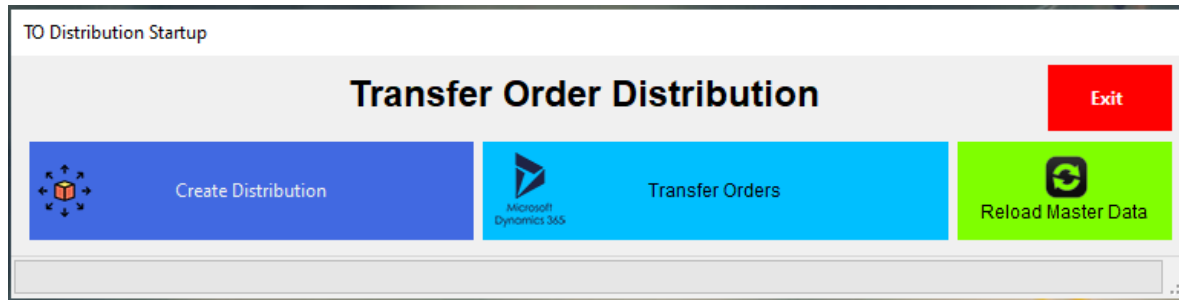 TO Distribution Startup
Transfer Order Distribution
Exit
Create Distribution
Microsoft
Dynamics 365
Transfer Orders
Reload Master Data